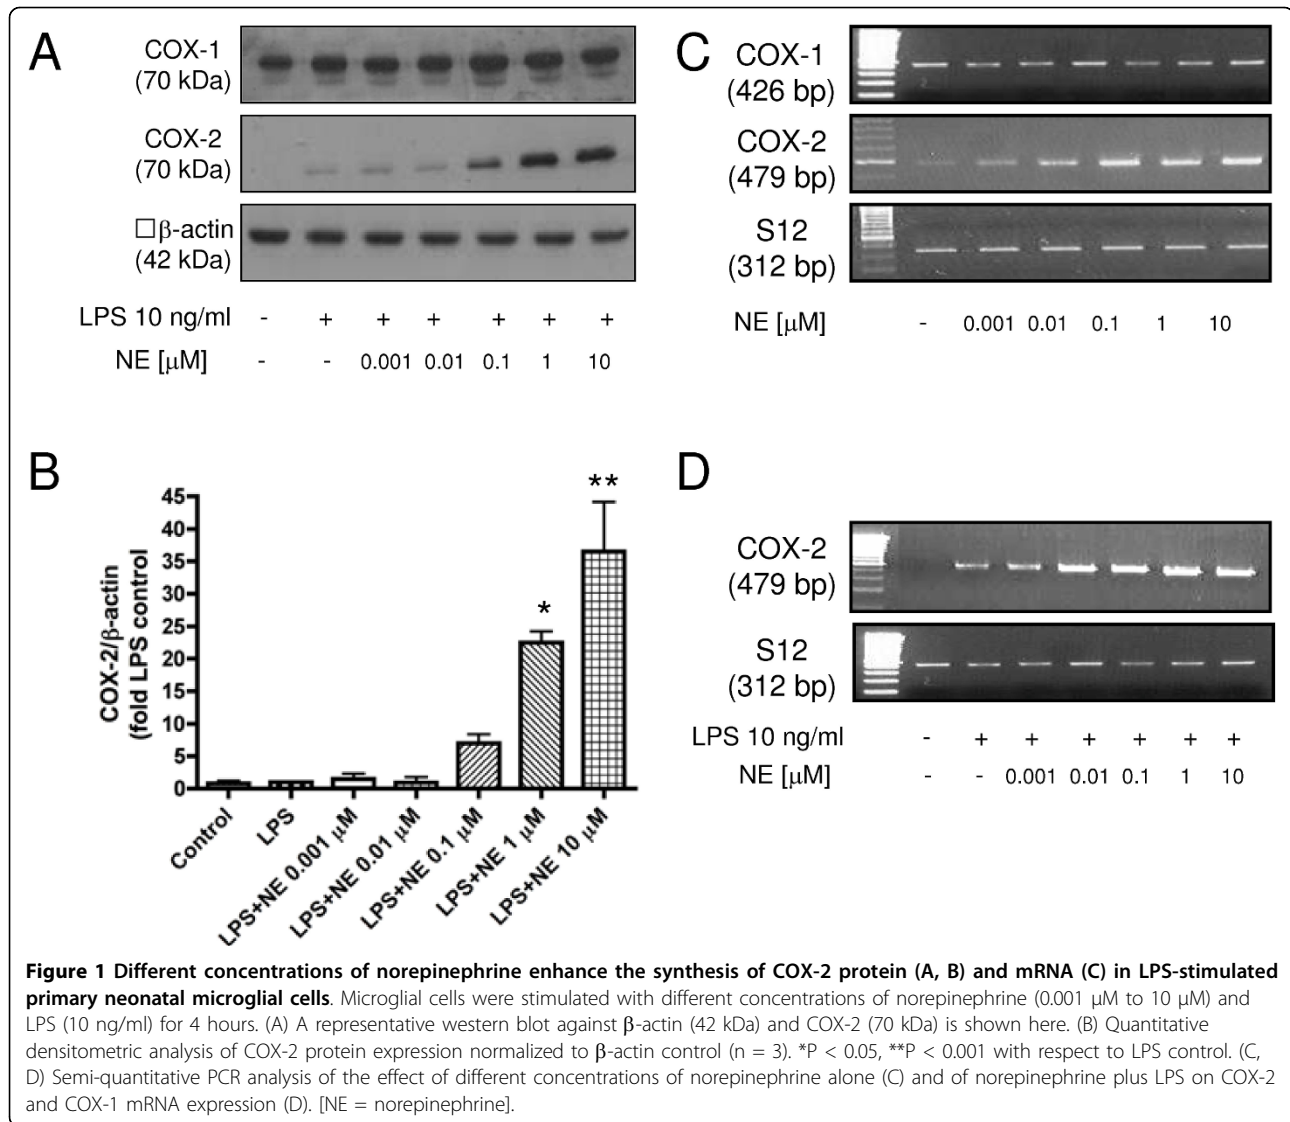 A
COX-1
(70 kDa)
COX-2
(70 kDa)
□β-actin
(42 kDa)
LPS 10 ng/ml - + + + + + +
NE [μM] - - 0.001 0.01 0.1 1 10
C
COX-1
(426 bp)
COX-2
(479 bp)
S12
(312 bp)
NE [μM] - 0.001 0.01 0.1 1 10
B
COX-2/β-actin
(fold LPS control
45
40
35
30
25
20
15
10
5
0
*
**
Control
LPS
LPS+NE 0.001 μM
LPS+NE 0.01 μM
LPS+NE 0.1 μM
LPS+NE 1 μM
LPS+NE 10 μM
D
COX-2
(479 bp)
S12
(312 bp)
LPS 10 ng/ml - + + + + + +
NE [μM] - - 0.001 0.01 0.1 1 10
Figure 1 Different concentrations of norepinephrine enhance the synthesis of COX-2 protein (A, B) and mRNA (C) in LPS-stimulated
primary neonatal microglial cells. Microglial cells were stimulated with different concentrations of norepinephrine (0.001 μM to 10 μM) and
LPS (10 ng/ml) for 4 hours. (A) A representative western blot against β-actin (42 kDa) and COX-2 (70 kDa) is shown here. (B) Quantitative
densitometric analysis of COX-2 protein expression normalized to β-actin control (n = 3). *P < 0.05, **P < 0.001 with respect to LPS control. (C,
D) Semi-quantitative PCR analysis of the effect of different concentrations of norepinephrine alone (C) and of norepinephrine plus LPS on COX-2
and COX-1 mRNA expression (D). [NE = norepinephrine].